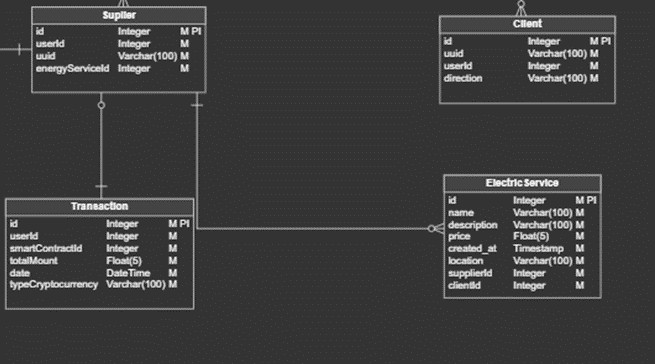 Suplier
id Integer M PI
userId Integer M
uuid Varchar(100) M
energyServiceId Integer M
Client
id Integer M PI
uuid Varchar(100) M
userId Integer M
direction Varchar(100) M
Transaction
id Integer M PI
userId Integer M
smartContractId Integer M
totalMount Float(5) M
date DateTime M
typeCryptocurrency Varchar(100) M
Electric Service
id Integer M PI
name Varchar(100) M
description Varchar(100) M
price Float(5) M
created_at Timestamp M
location Varchar(100) M
supplierId Integer M
clientId Integer M